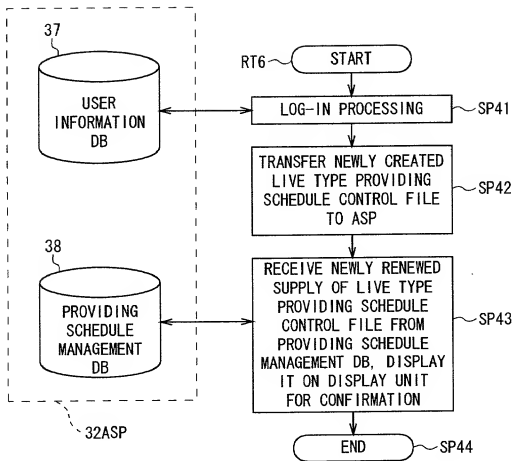 37
USER
INFORMATION
DB
38
PROVIDING
SCHEDULE
MANAGEMENT
DB
32ASP
RT6
START
LOG-IN PROCESSING
SP41
TRANSFER NEWLY CREATED
LIVE TYPE PROVIDING
SCHEDULE CONTROL FILE
TO ASP
SP42
RECEIVE NEWLY RENEWED
SUPPLY OF LIVE TYPE
PROVIDING SCHEDULE
CONTROL FILE FROM
PROVIDING SCHEDULE
MANAGEMENT DB, DISPLAY
IT ON DISPLAY UNIT
FOR CONFIRMATION
SP43
END
SP44